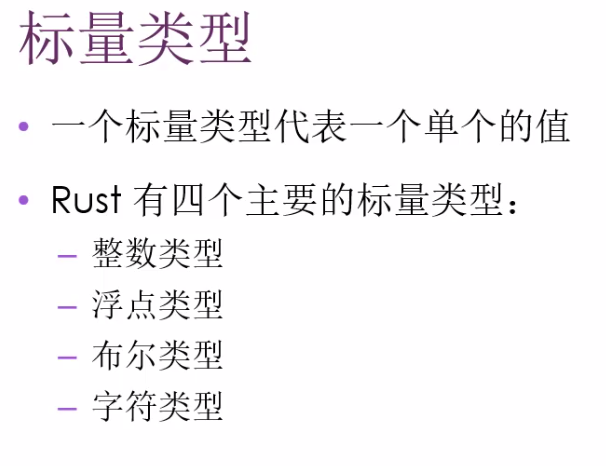 标量类型
• 一个标量类型代表一个单个的值
• Rust 有四个主要的标量类型：
– 整数类型
– 浮点类型
– 布尔类型
– 字符类型